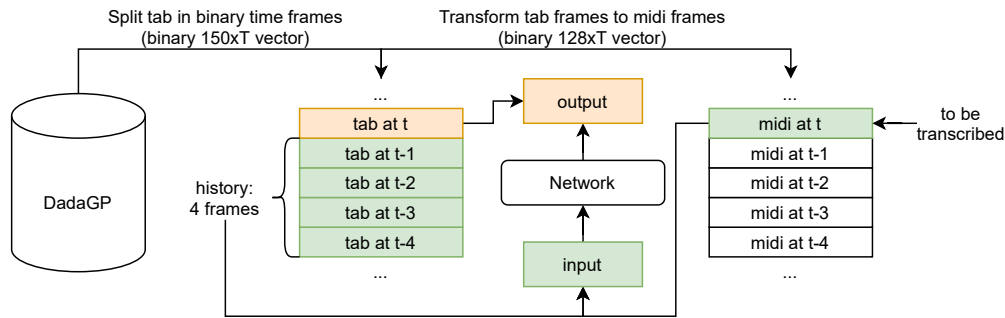 Split tab in binary time frames
(binary 150xT vector)
Transform tab frames to midi frames
(binary 128xT vector)
DadaGP
history:
4 frames
...
tab at t
tab at t-1
tab at t-2
tab at t-3
tab at t-4
...
output
Network
input
...
midi at t
midi at t-1
midi at t-2
midi at t-3
midi at t-4
...
to be
transcribed